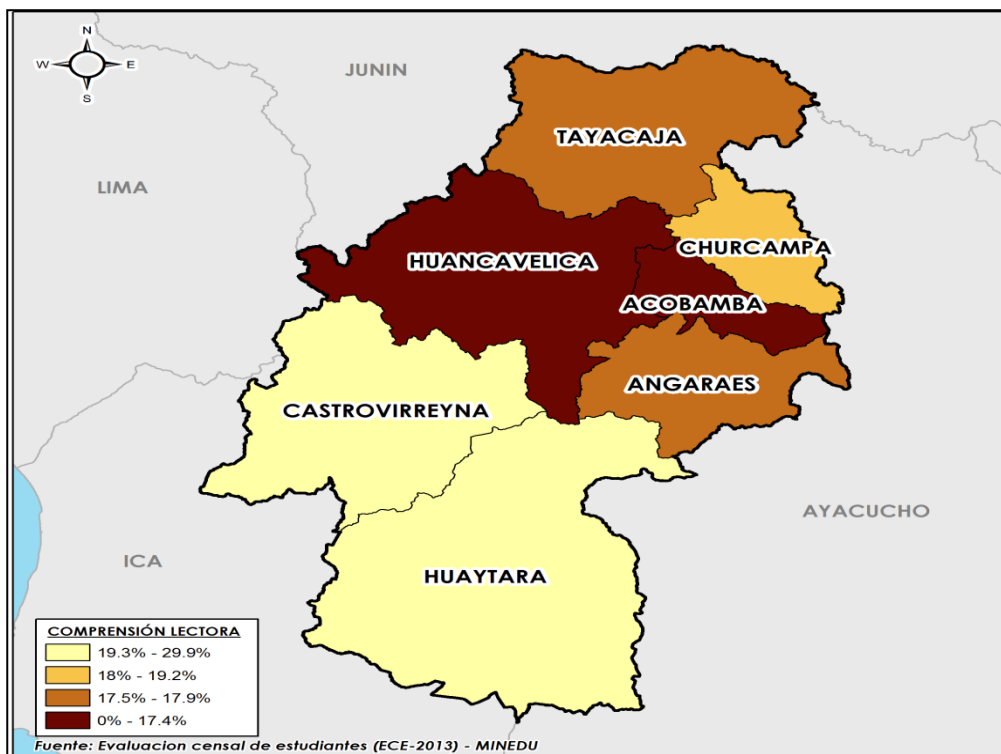 N
W E
S
JUNIN
TAYACAJA
LIMA
CHURCAMPA
HUANCAVELICA
ACOBAMBA
ANGARAES
CASTROVIRREYNA
AYACUCHO
ICA
HUAYTARA
COMPRENSIÓN LECTORA
19.3% - 29.9%
18% - 19.2%
17.5% - 17.9%
0% - 17.4%
Fuente: Evaluacion censal de estudiantes (ECE-2013) - MINEDU